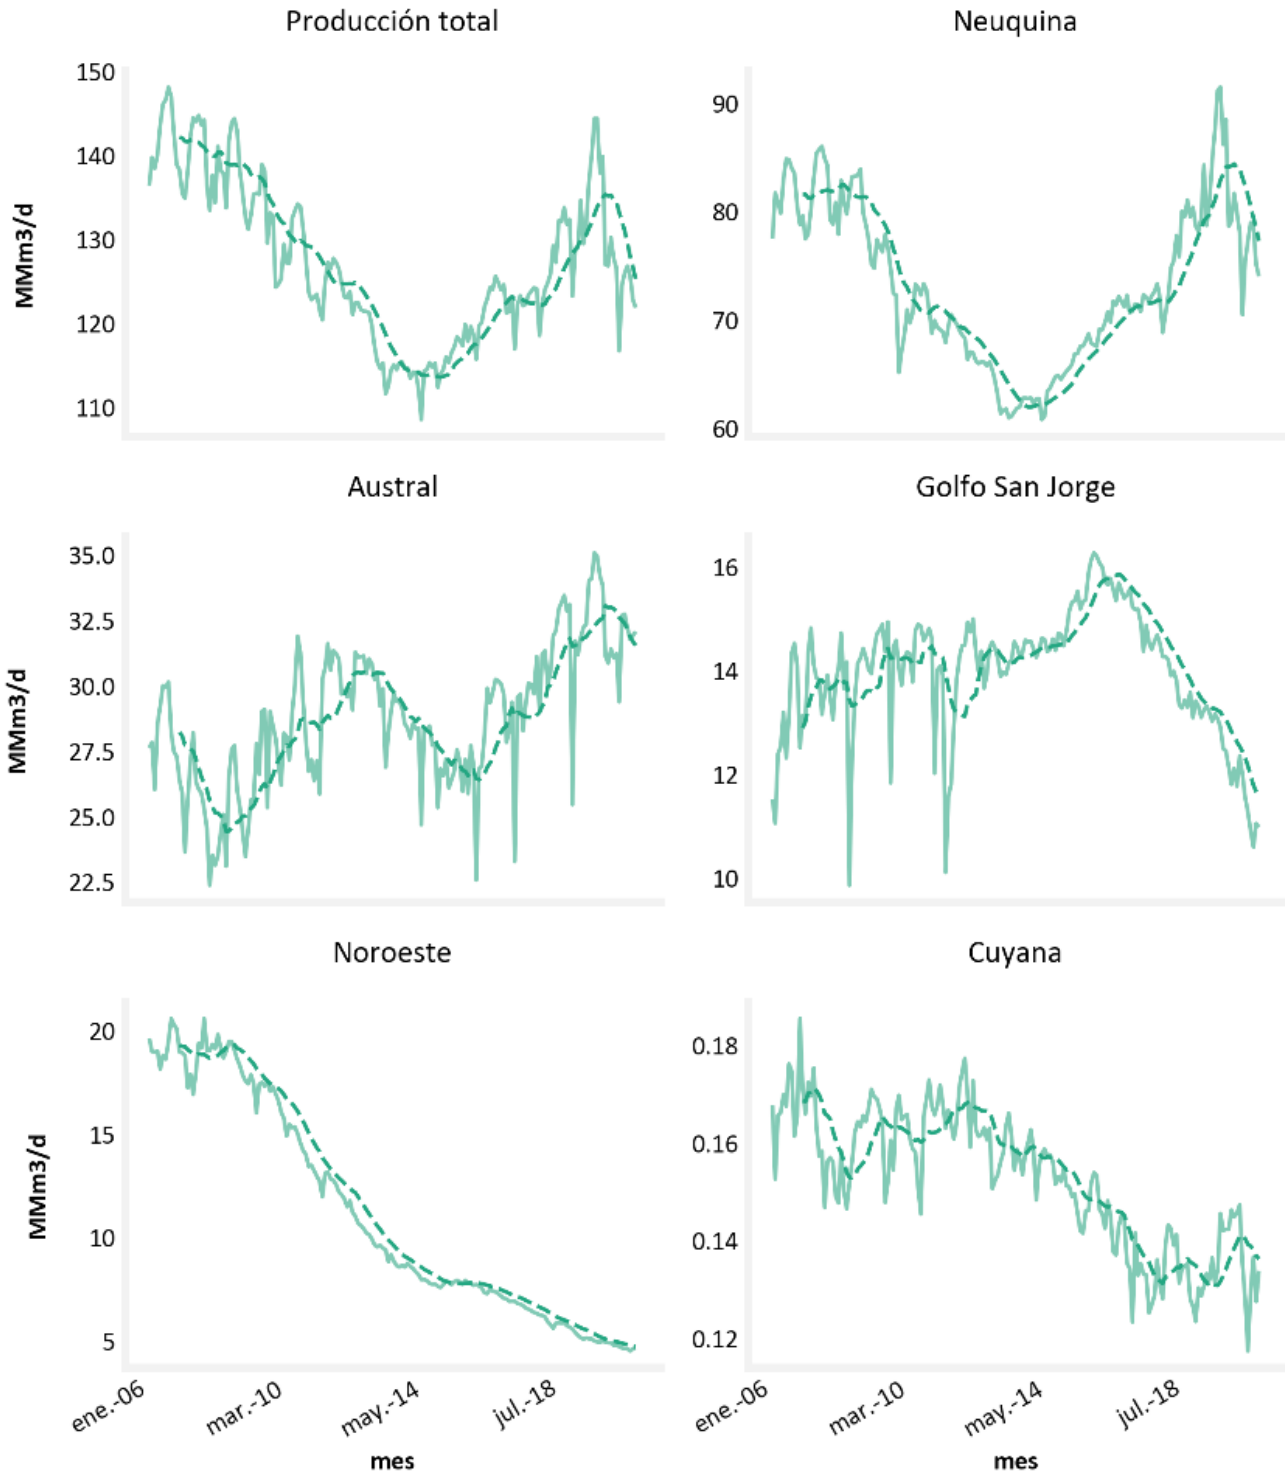 Producción total
Neuquina
150
140
130
120
110
MMm3/d
90
80
70
60
Austral
Golfo San Jorge
35.0
32.5
30.0
27.5
25.0
22.5
MMm3/d
16
14
12
10
Noroeste
Cuyana
20
15
10
5
MMm3/d
0.18
0.16
0.14
0.12
ene.-06
mar.-10
may.-14
jul.-18
ene.-06
mar.-10
may.-14
jul.-18
mes
mes